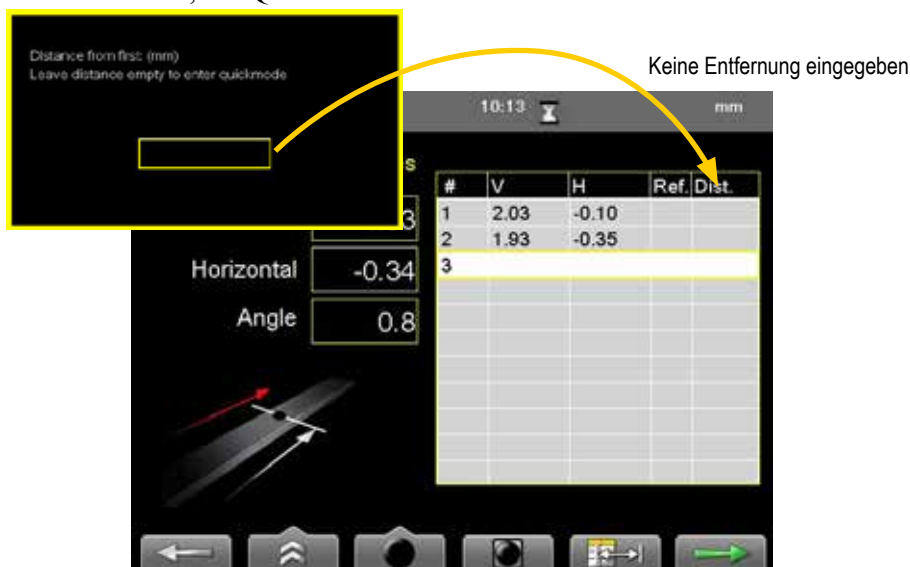 Distance from first: (mm)
Leave distance empty to enter quickmode
Keine Entfernung eingegeben
10:13 mm
# V H Ref. Dist.
1 2.03 -0.10
2 1.93 -0.35
3
Horizontal -0.34
Angle 0.8